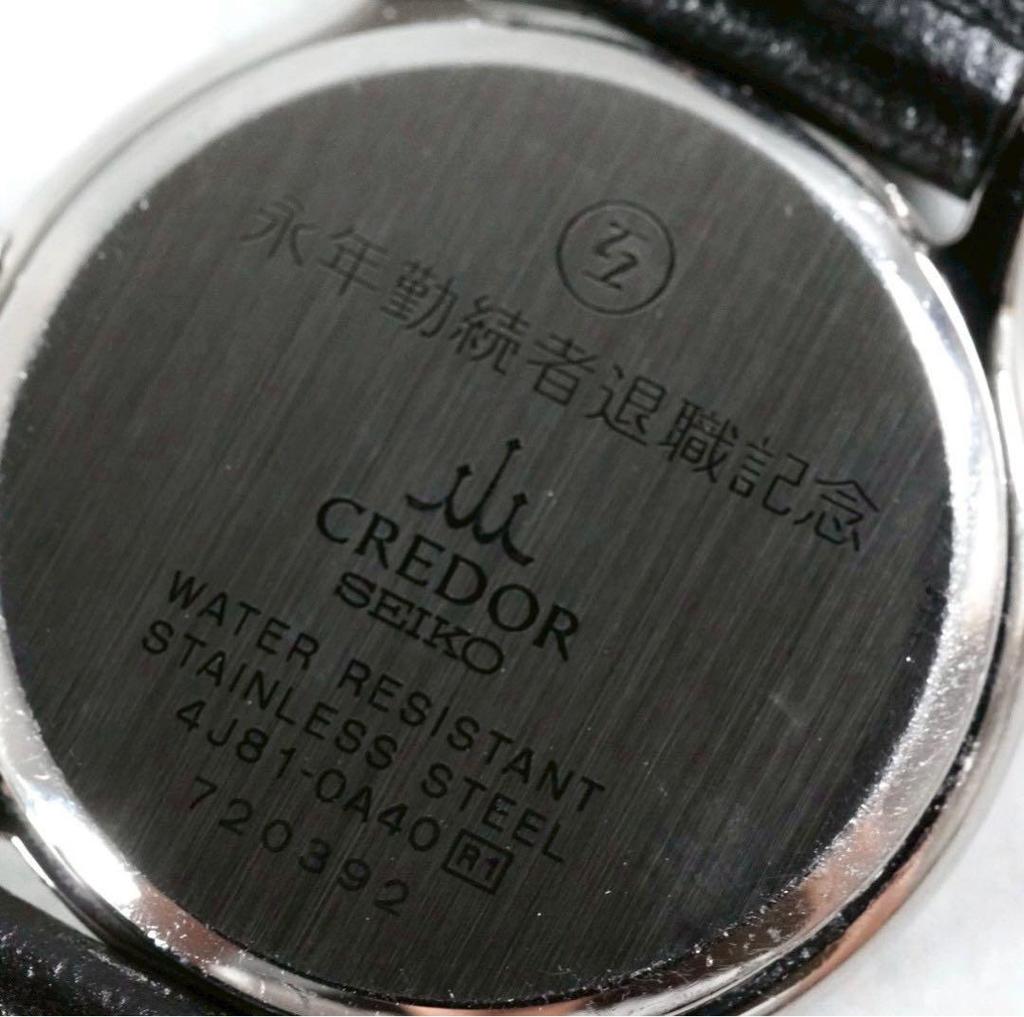 永年勤続者退職記念
CREDOR
SEIKO
WATER RESISTANT
STAINLESS STEEL
4J81-0A40 R1
720392